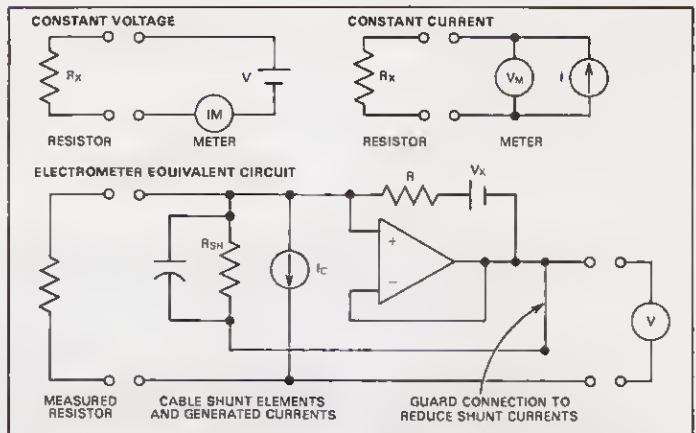 CONSTANT VOLTAGE
CONSTANT CURRENT
RX
V
IM
RX
VM
I
RESISTOR
METER
RESISTOR
METER
ELECTROMETER EQUIVALENT CIRCUIT
R
VX
RSH
IC
+
−
V
MEASURED
RESISTOR
CABLE SHUNT ELEMENTS
AND GENERATED CURRENTS
GUARD CONNECTION TO
REDUCE SHUNT CURRENTS